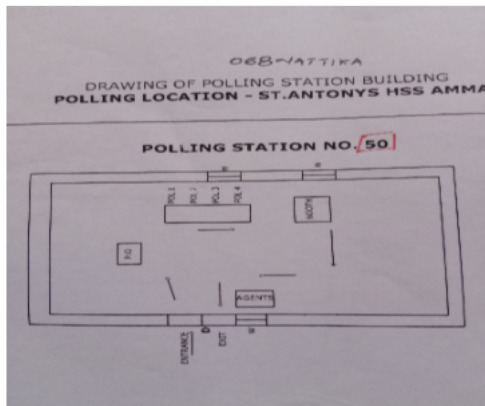 068-NATTIKA
DRAWING OF POLLING STATION BUILDING
POLLING LOCATION - ST.ANTONYS HSS AMMA
POLLING STATION NO. 50
W
W
POL 1
POL 2
POL 3
POL 4
BOOTH
P.O
AGENTS
ENTRANCE
D
EXIT
W